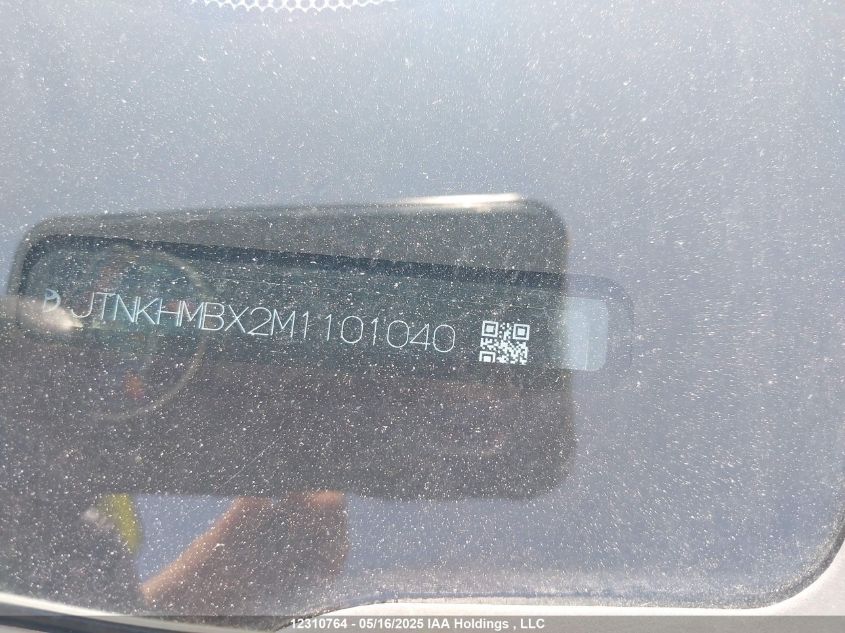 JTNKHMBX2M1101040
12310764 - 05/16/2025 IAA Holdings , LLC